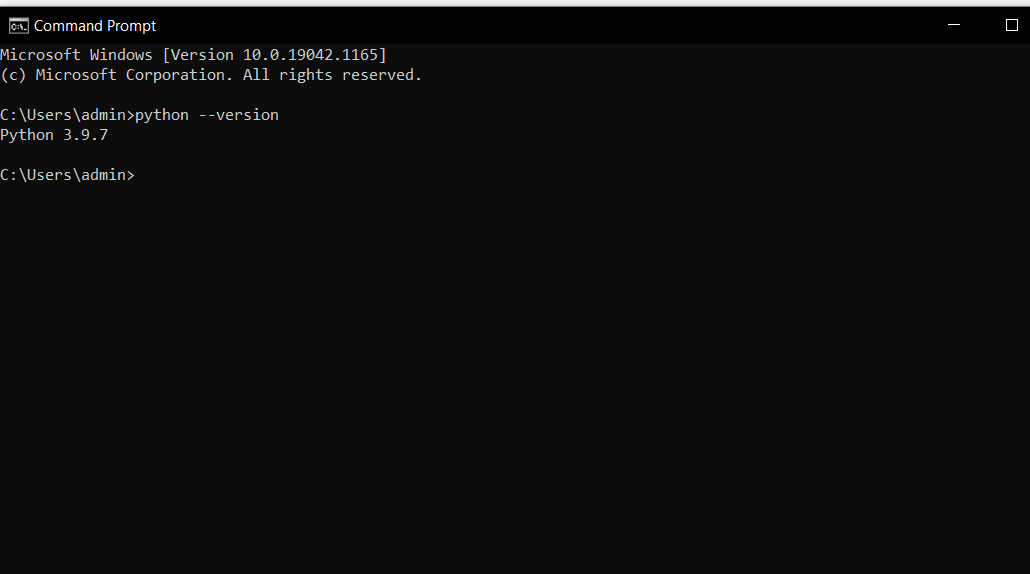 Command Prompt
Microsoft Windows [Version 10.0.19042.1165]
(c) Microsoft Corporation. All rights reserved.
C:\Users\admin>python --version
Python 3.9.7
C:\Users\admin>